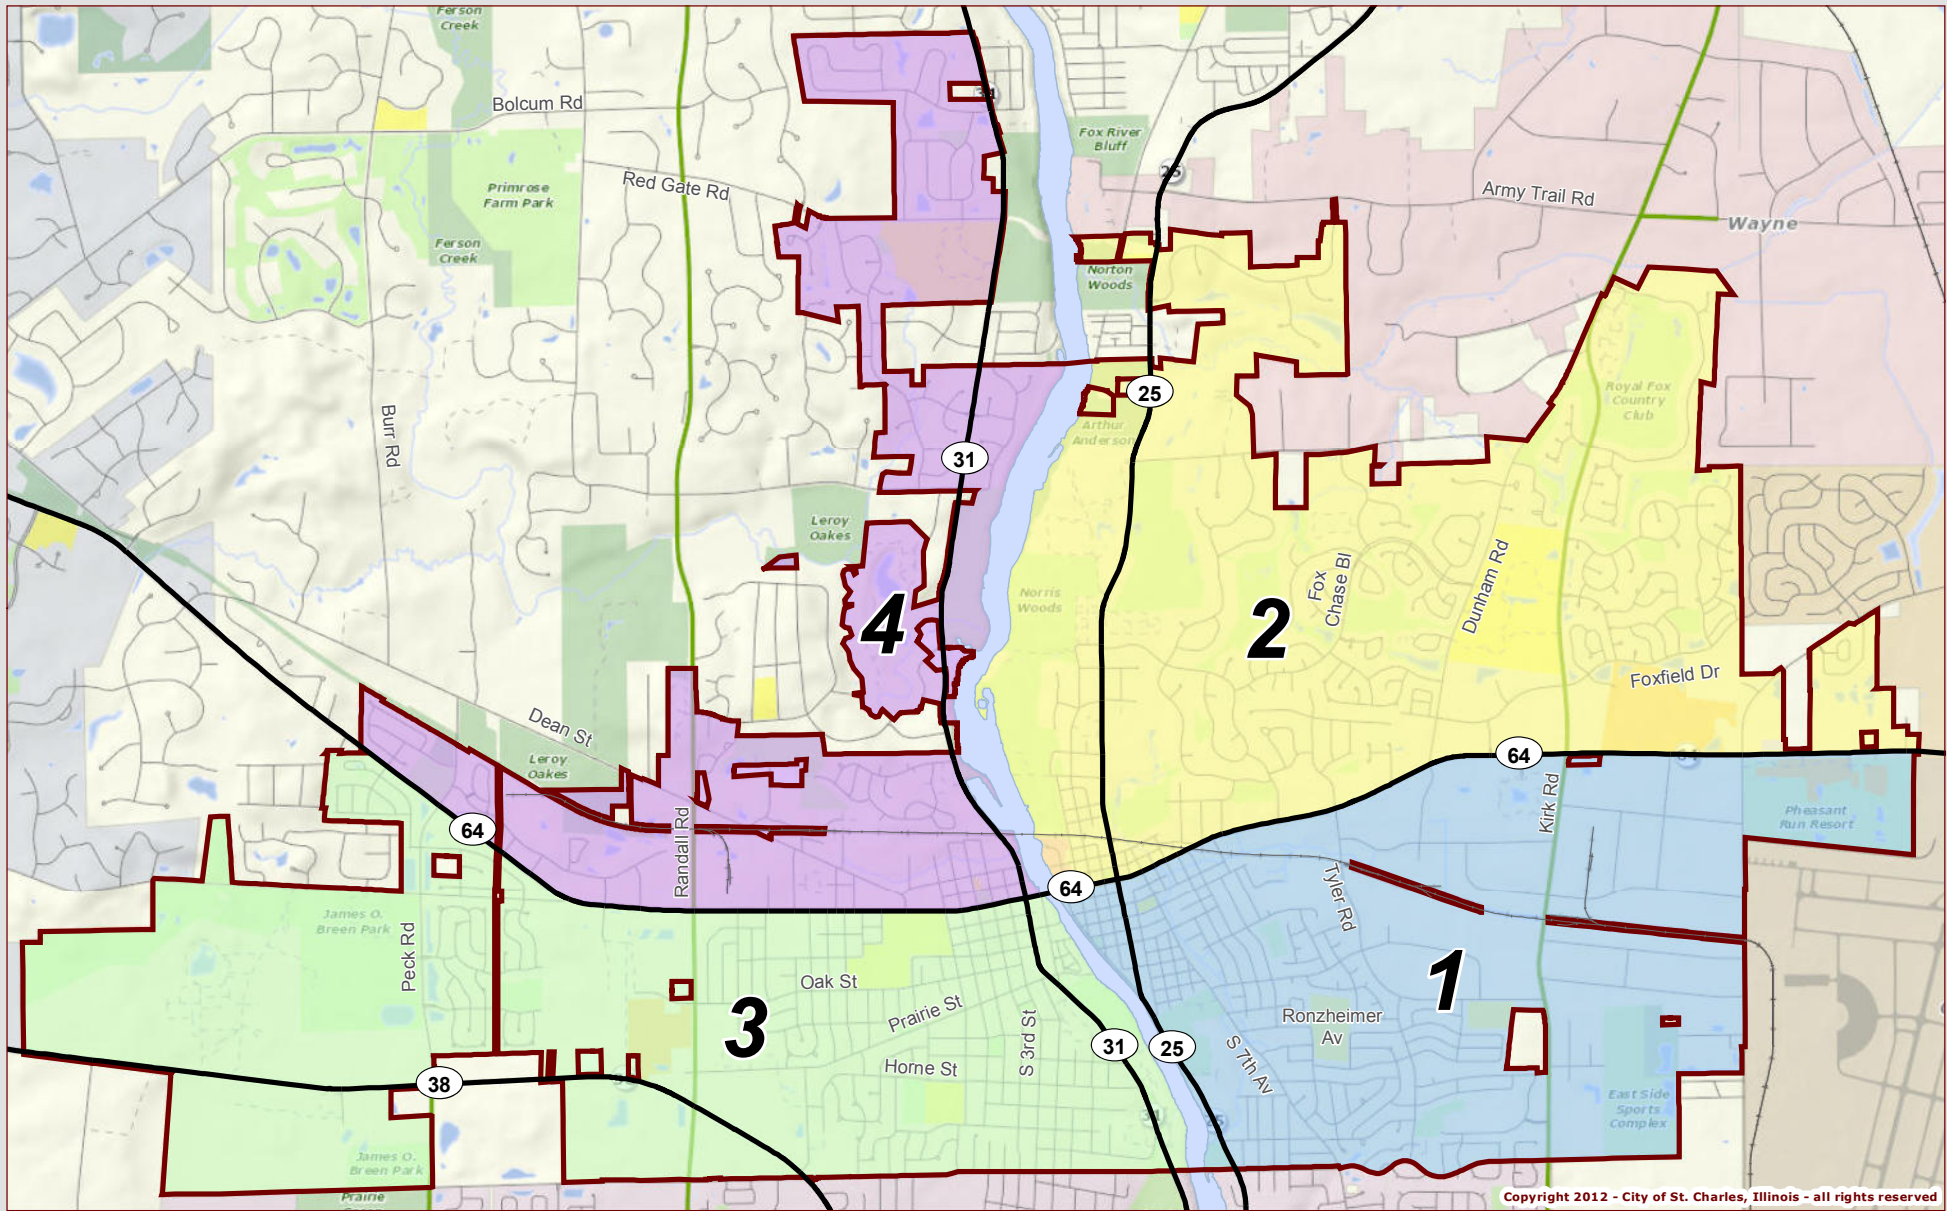 Ferson
Creek
Bolcum Rd
31
Fox River
Bluff
25
Primrose
Farm Park
Red Gate Rd
Army Trail Rd
Wayne
Ferson
Creek
Norton
Woods
25
Royal Fox
Country
Club
Burr Rd
Arthur
Anderson
31
Leroy
Oakes
Fox
Chase Bl
Dunham Rd
Norris
Woods
4
2
Foxfield Dr
Dean St
Leroy
Oakes
64
64
64
Kirk Rd
Pheasant
Run Resort
Randall Rd
64
Tyler Rd
James O.
Breen Park
Peck Rd
Oak St
Prairie St
1
3
S 3rd St
Ronzheimer
Av
31
25
S 7th Av
Horne St
38
38
31
25
East Side
Sports
Complex
James O.
Breen Park
Prairie
Copyright 2012 - City of St. Charles, Illinois - all rights reserved